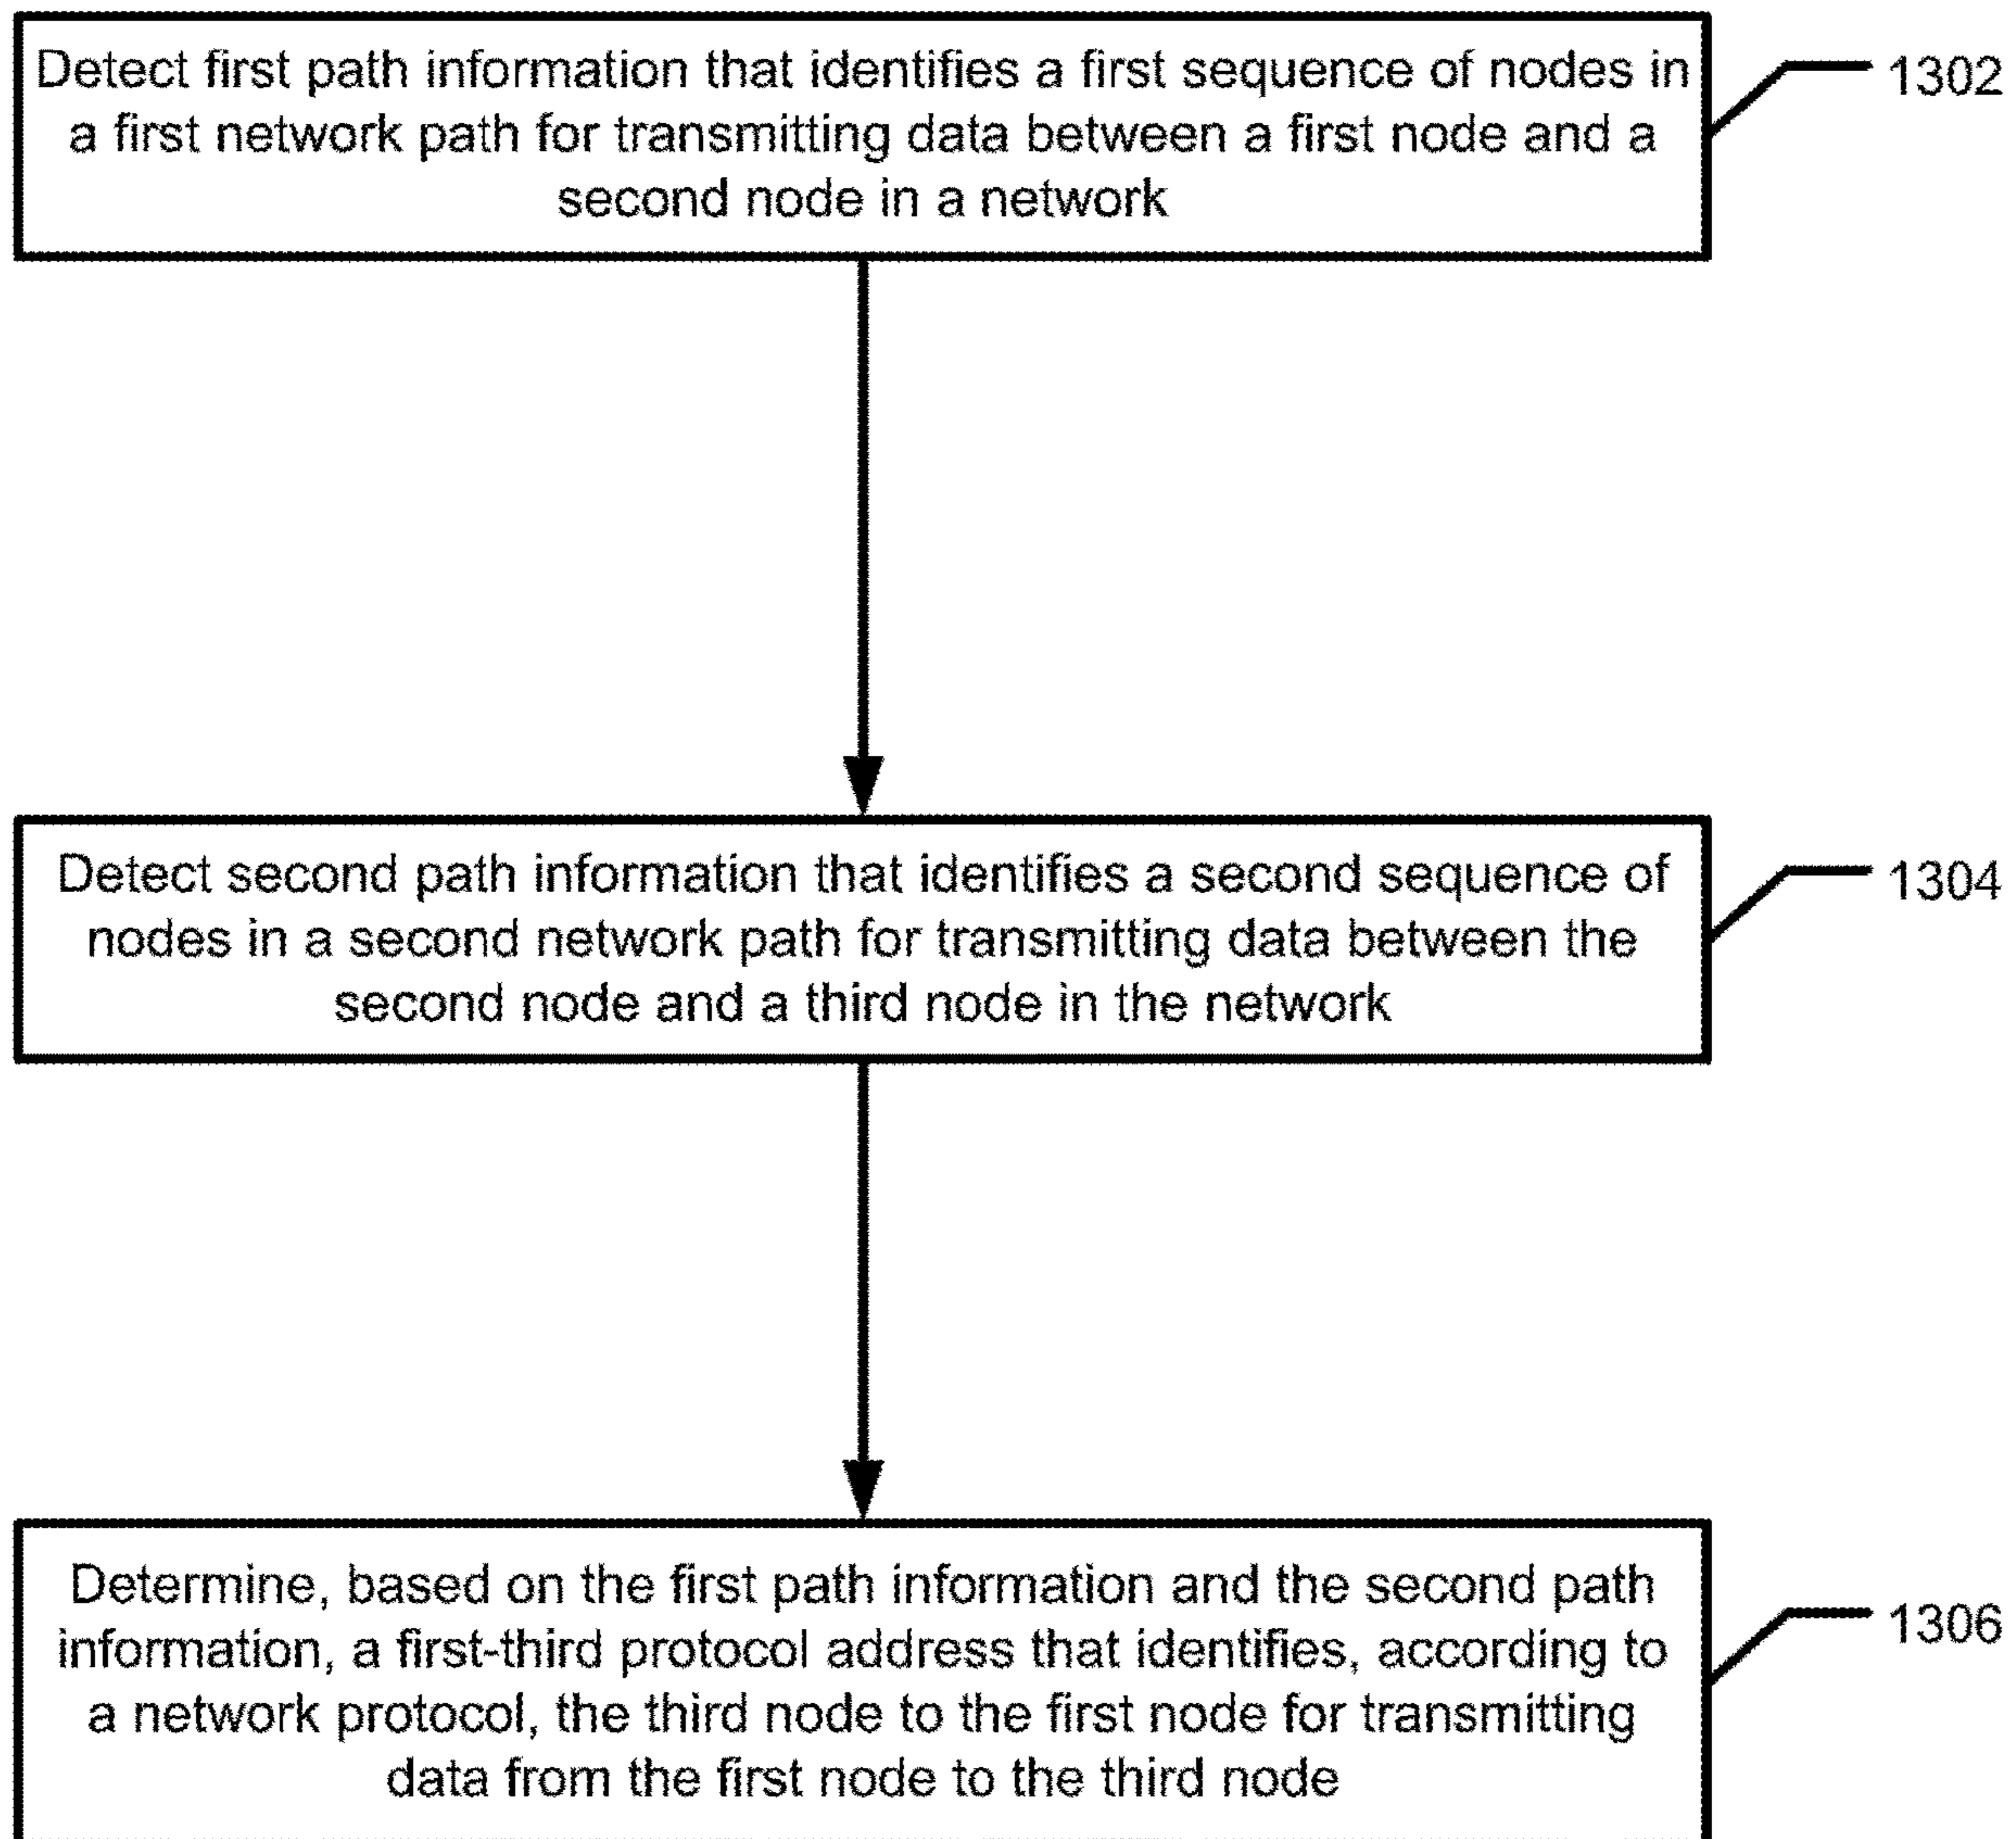 Detect first path information that identifies a first sequence of nodes in
a first network path for transmitting data between a first node and a
second node in a network
1302
Detect second path information that identifies a second sequence of
nodes in a second network path for transmitting data between the
second node and a third node in the network
1304
Determine, based on the first path information and the second path
information, a first-third protocol address that identifies, according to
a network protocol, the third node to the first node for transmitting
data from the first node to the third node
1306